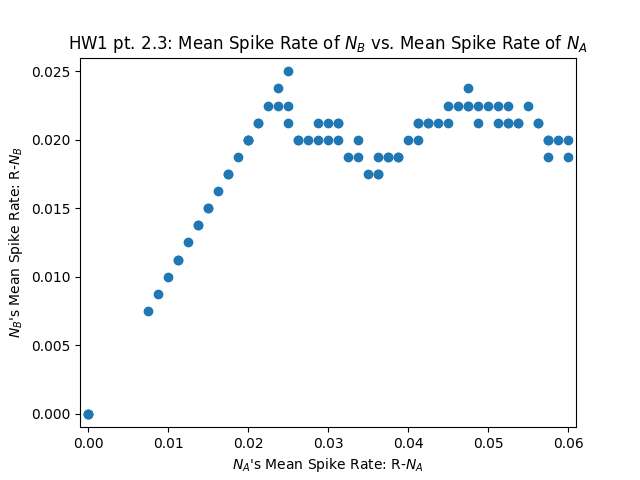 HW1 pt. 2.3: Mean Spike Rate of N_B vs. Mean Spike Rate of N_A
0.025
0.020
0.015
0.010
0.005
0.000
N_B's Mean Spike Rate: R-N_B
0.00 0.01 0.02 0.03 0.04 0.05 0.06
N_A's Mean Spike Rate: R-N_A